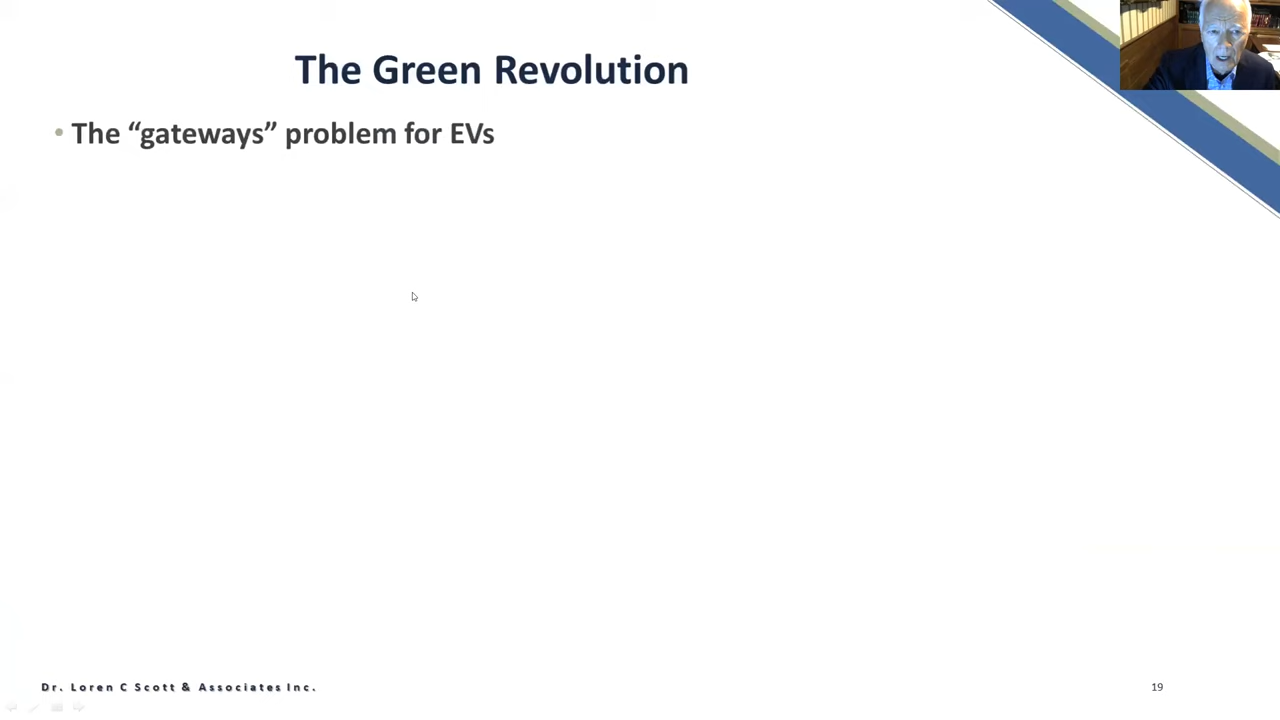 The Green Revolution
• The “gateways” problem for EVs
Dr. Loren C Scott & Associates Inc.
19